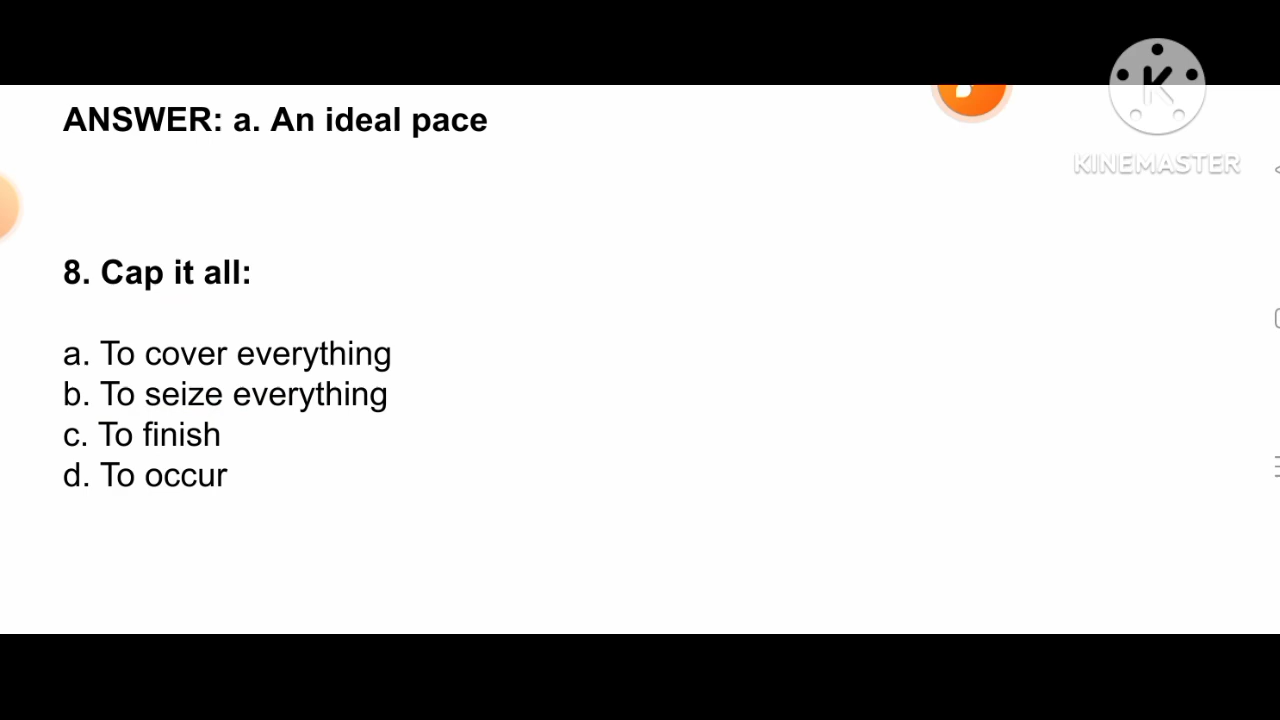 ANSWER: a. An ideal pace
KINEMASTER
8. Cap it all:
a. To cover everything
b. To seize everything
c. To finish
d. To occur